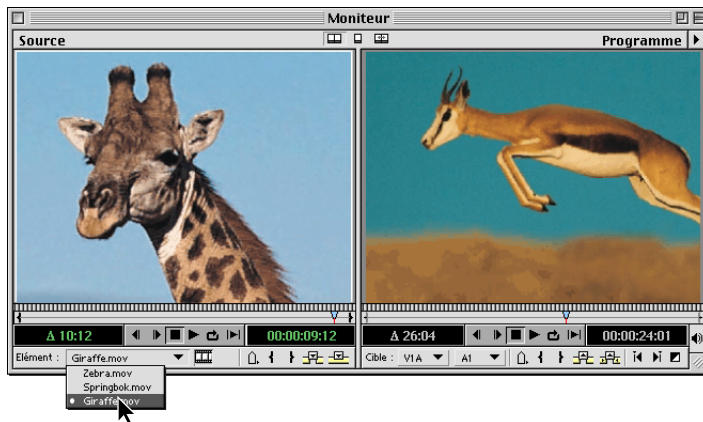 Moniteur
Source
Programme
Δ 10:12
00:00:09:12
Δ 26:04
00:00:24:01
Elément : Giraffe.mov
Cible : V1A A1
Zebra.mov
Springbok.mov
Giraffe.mov